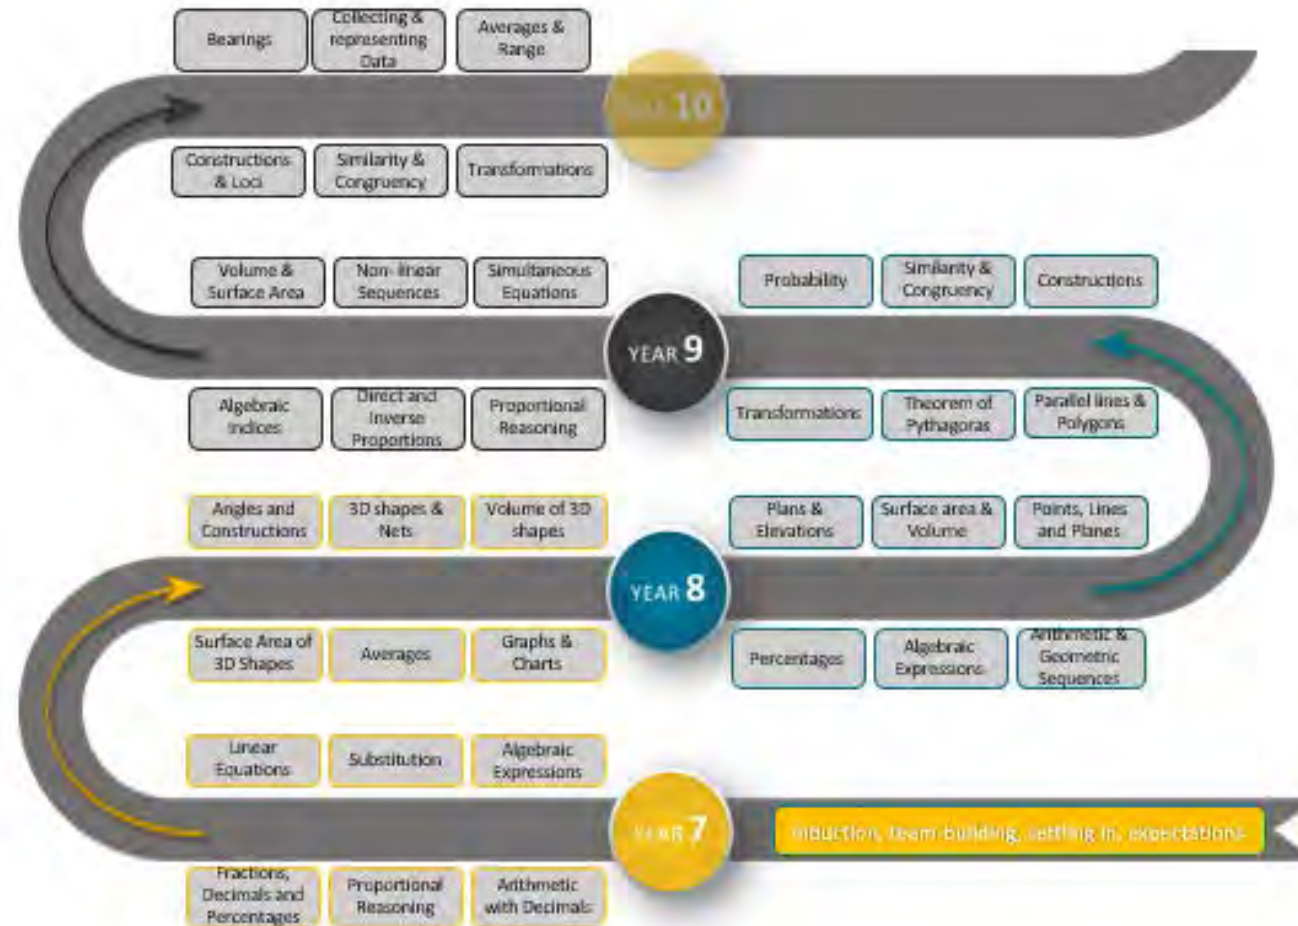 Bearings
Collecting &
representing
Data
Averages &
Range
10
Constructions
& Loci
Similarity &
Congruency
Transformations
Volume &
Surface Area
Non-linear
Sequences
Simultaneous
Equations
Probability
Similarity &
Congruency
Constructions
YEAR 9
Algebraic
Indices
Direct and
Inverse
Proportions
Proportional
Reasoning
Transformations
Theorem of
Pythagoras
Parallel lines &
Polygons
Angles and
Constructions
3D shapes &
Nets
Volume of 3D
shapes
Plans &
Elevations
Surface area &
Volume
Points, Lines
and Planes
YEAR 8
Surface Area of
3D Shapes
Averages
Graphs &
Charts
Percentages
Algebraic
Expressions
Arithmetic &
Geometric
Sequences
Linear
Equations
Substitution
Algebraic
Expressions
YEAR 7
Induction, team-building, settling in, expectations
Fractions,
Decimals and
Percentages
Proportional
Reasoning
Arithmetic
with Decimals